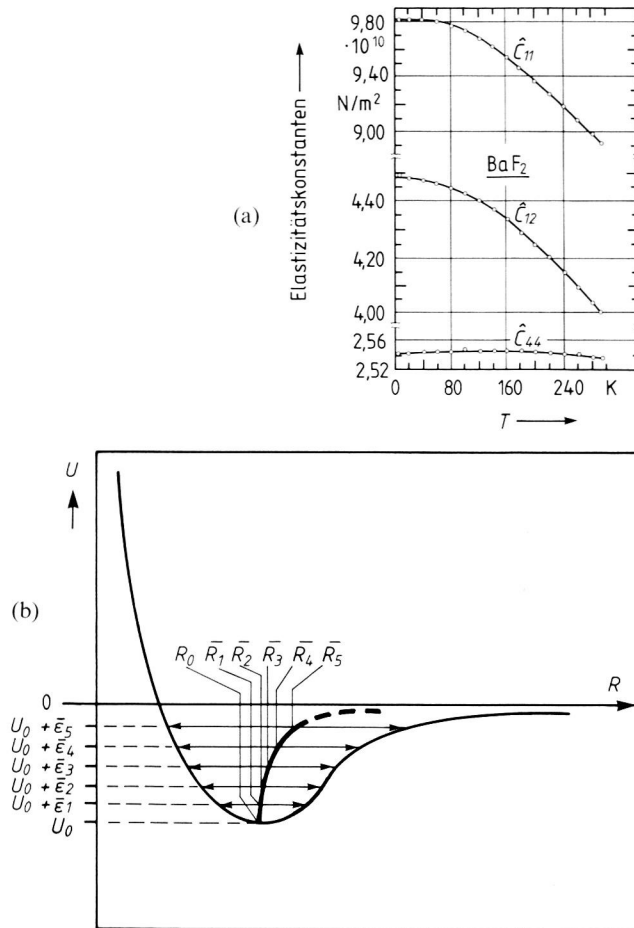 (a)
Elastizitätskonstanten
9,80
·10¹⁰
9,40
N/m²
9,00
4,40
4,20
4,00
2,56
2,52
Ĉ₁₁
BaF₂
Ĉ₁₂
Ĉ₄₄
0 80 160 240 K
T
(b)
U
R₀ R̄₁ R̄₂ R̄₃ R̄₄ R̄₅
R
0
U₀ + ε̄₅
U₀ + ε̄₄
U₀ + ε̄₃
U₀ + ε̄₂
U₀ + ε̄₁
U₀